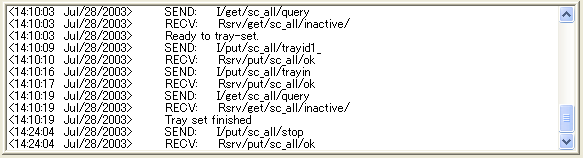 <14:10:03 Jul/28/2003> SEND: I/get/sc_all/query
<14:10:03 Jul/28/2003> RECV: Rsrv/get/sc_all/inactive/
<14:10:03 Jul/28/2003> Ready to tray-set.
<14:10:09 Jul/28/2003> SEND: I/put/sc_all/trayid1_
<14:10:10 Jul/28/2003> RECV: Rsrv/put/sc_all/ok
<14:10:16 Jul/28/2003> SEND: I/put/sc_all/trayin
<14:10:17 Jul/28/2003> RECV: Rsrv/put/sc_all/ok
<14:10:19 Jul/28/2003> SEND: I/get/sc_all/query
<14:10:19 Jul/28/2003> RECV: Rsrv/get/sc_all/inactive/
<14:10:19 Jul/28/2003> Tray set finished
<14:24:04 Jul/28/2003> SEND: I/put/sc_all/stop
<14:24:04 Jul/28/2003> RECV: Rsrv/put/sc_all/ok